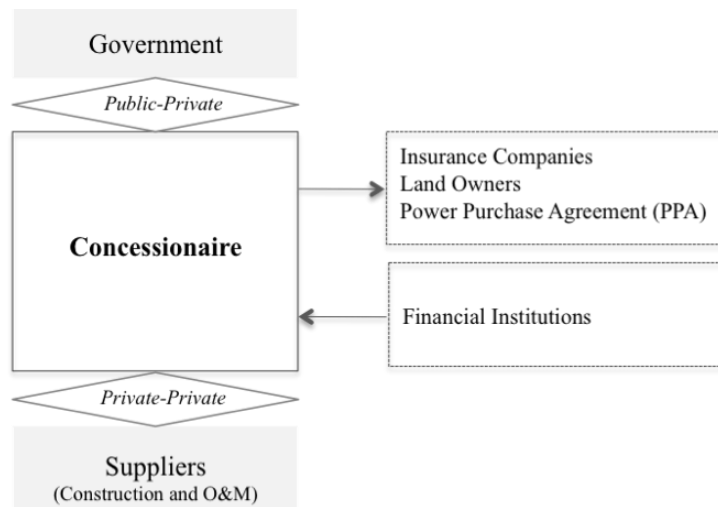 Government
Public-Private
Concessionaire
Insurance Companies
Land Owners
Power Purchase Agreement (PPA)
Financial Institutions
Private-Private
Suppliers
(Construction and O&M)